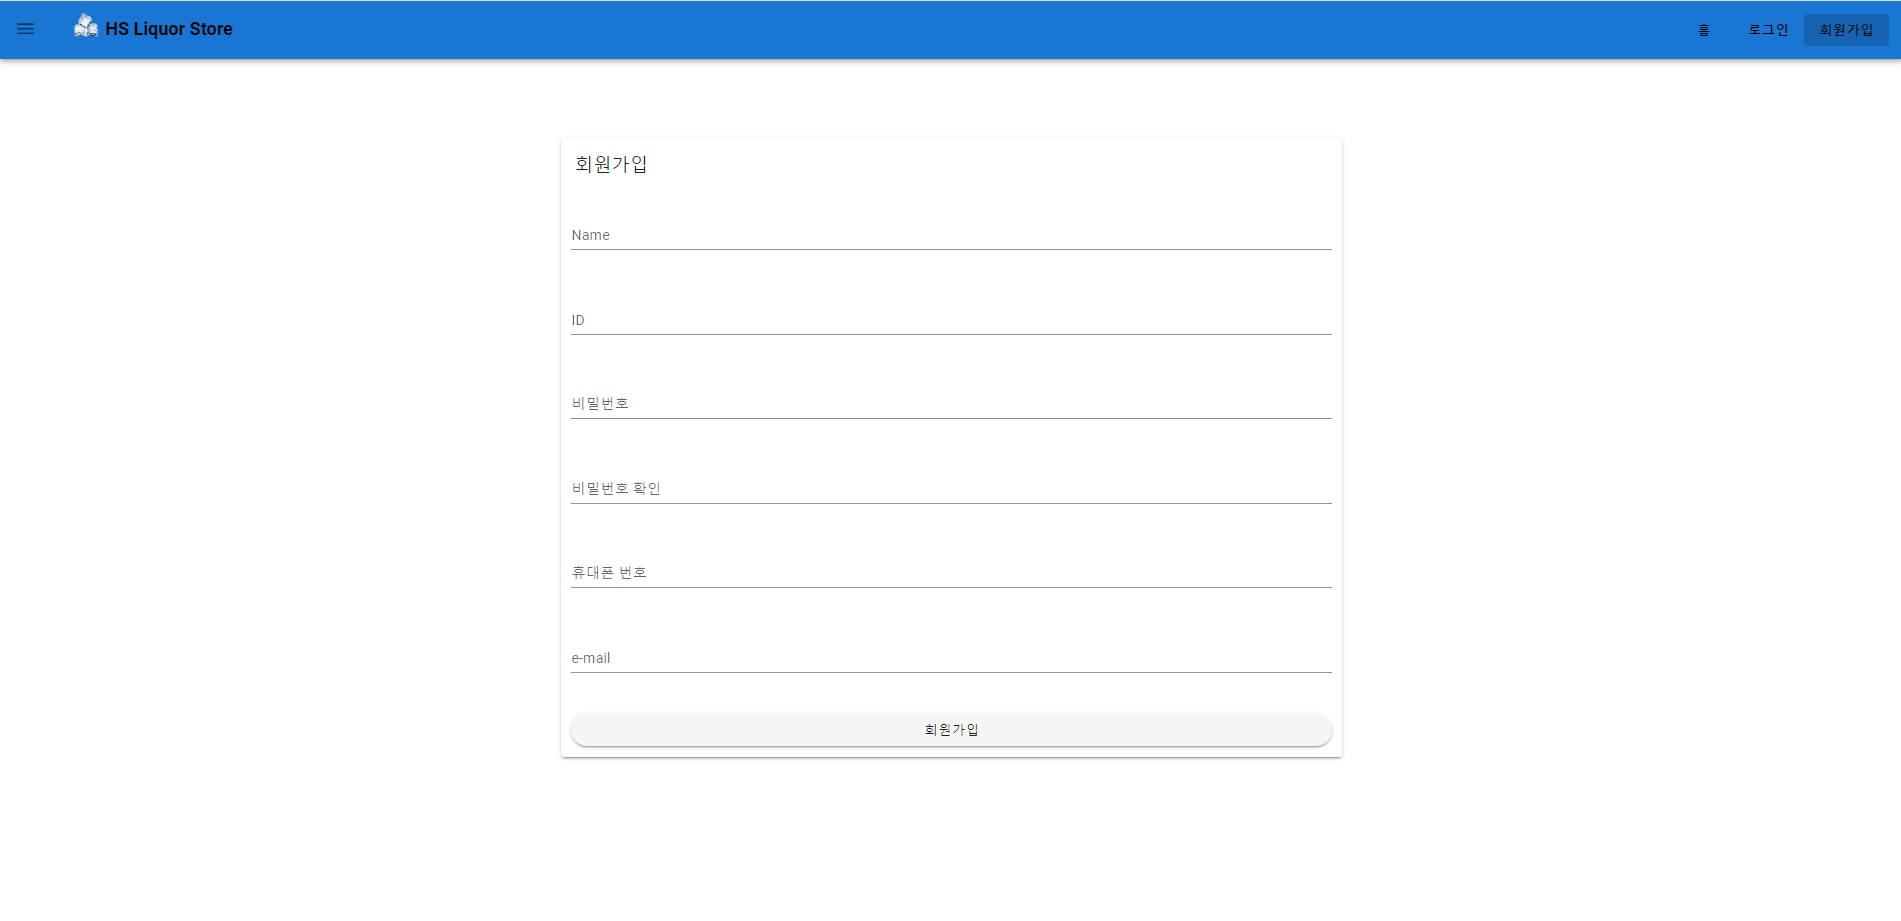 HS Liquor Store
홈 로그인 회원가입
회원가입
Name
ID
비밀번호
비밀번호 확인
휴대폰 번호
e-mail
회원가입